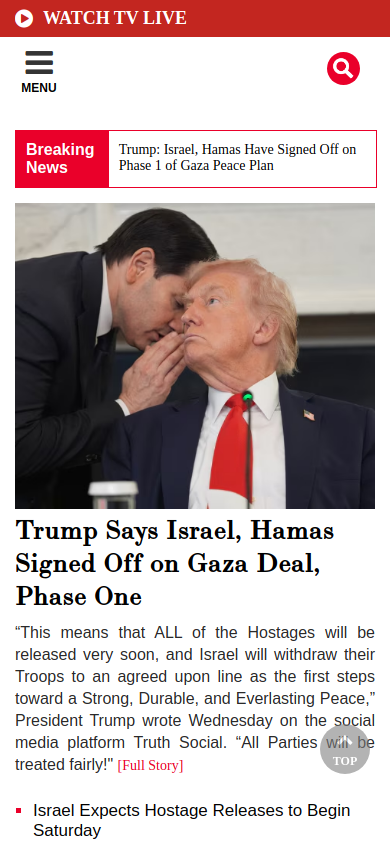 WATCH TV LIVE
MENU
Breaking
News
Trump: Israel, Hamas Have Signed Off on
Phase 1 of Gaza Peace Plan
Trump Says Israel, Hamas
Signed Off on Gaza Deal,
Phase One
“This means that ALL of the Hostages will be
released very soon, and Israel will withdraw their
Troops to an agreed upon line as the first steps
toward a Strong, Durable, and Everlasting Peace,”
President Trump wrote Wednesday on the social
media platform Truth Social. “All Parties will be
treated fairly!" [Full Story]
TOP
Israel Expects Hostage Releases to Begin
Saturday